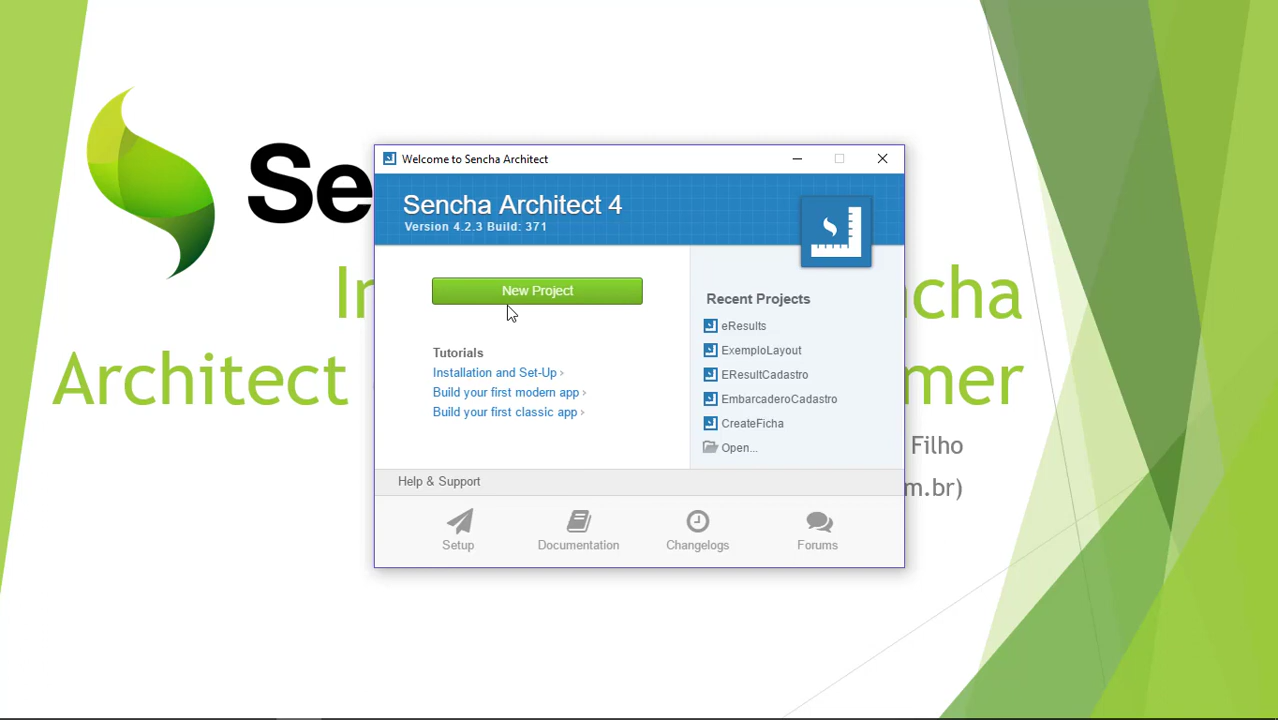 Se
In
ncha
Architect
mer
Filho
m.br)
Welcome to Sencha Architect
Sencha Architect 4
Version 4.2.3 Build: 371
New Project
Tutorials
Installation and Set-Up ›
Build your first modern app ›
Build your first classic app ›
Recent Projects
eResults
ExemploLayout
EResultCadastro
EmbarcaderoCadastro
CreateFicha
Open...
Help & Support
Setup
Documentation
Changelogs
Forums